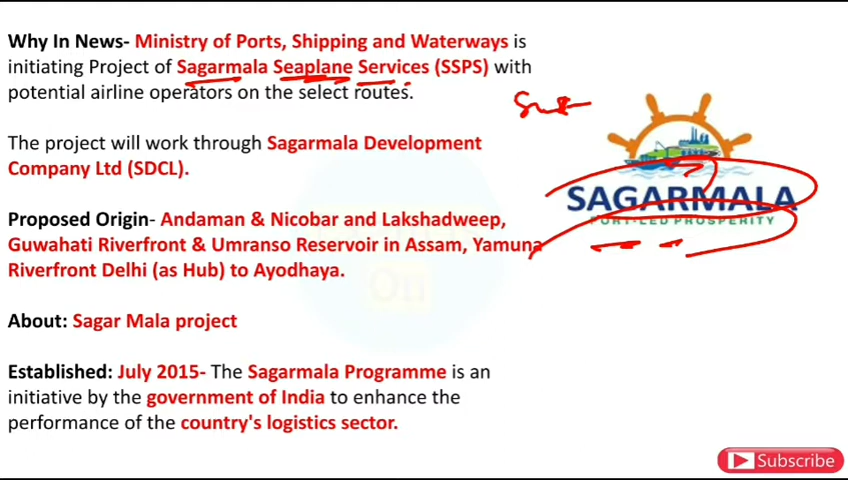 Why In News- Ministry of Ports, Shipping and Waterways is
initiating Project of Sagarmala Seaplane Services (SSPS) with
potential airline operators on the select routes.
The project will work through Sagarmala Development
Company Ltd (SDCL).
Proposed Origin- Andaman & Nicobar and Lakshadweep,
Guwahati Riverfront & Umranso Reservoir in Assam, Yamuna
Riverfront Delhi (as Hub) to Ayodhaya.
About: Sagar Mala project
Established: July 2015- The Sagarmala Programme is an
initiative by the government of India to enhance the
performance of the country's logistics sector.
SAGARMALA
PORT-LED PROSPERITY
On
Subscribe